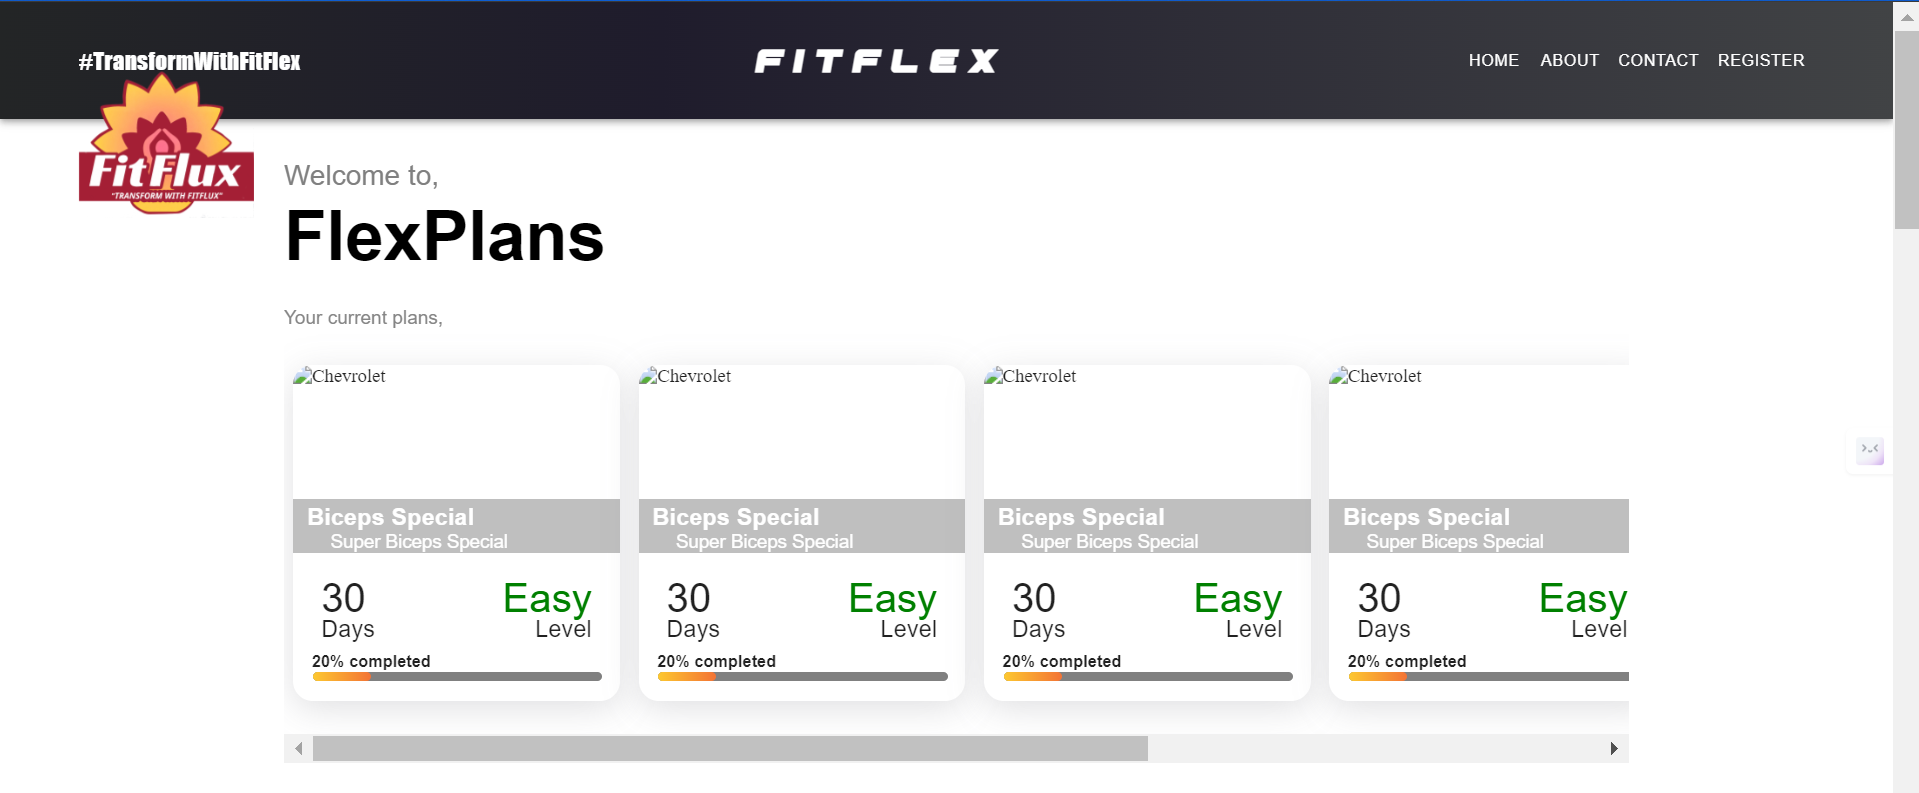 #TransformWithFitFlex
FITFLEX
HOME ABOUT CONTACT REGISTER
FitFlux
"TRANSFORM WITH FITFLUX"
Welcome to,
FlexPlans
Your current plans,
Chevrolet Chevrolet Chevrolet Chevrolet
Biceps Special Biceps Special Biceps Special Biceps Special
Super Biceps Special Super Biceps Special Super Biceps Special Super Biceps Special
30 Easy 30 Easy 30 Easy 30 Easy
Days Level Days Level Days Level Days Level
20% completed 20% completed 20% completed 20% completed